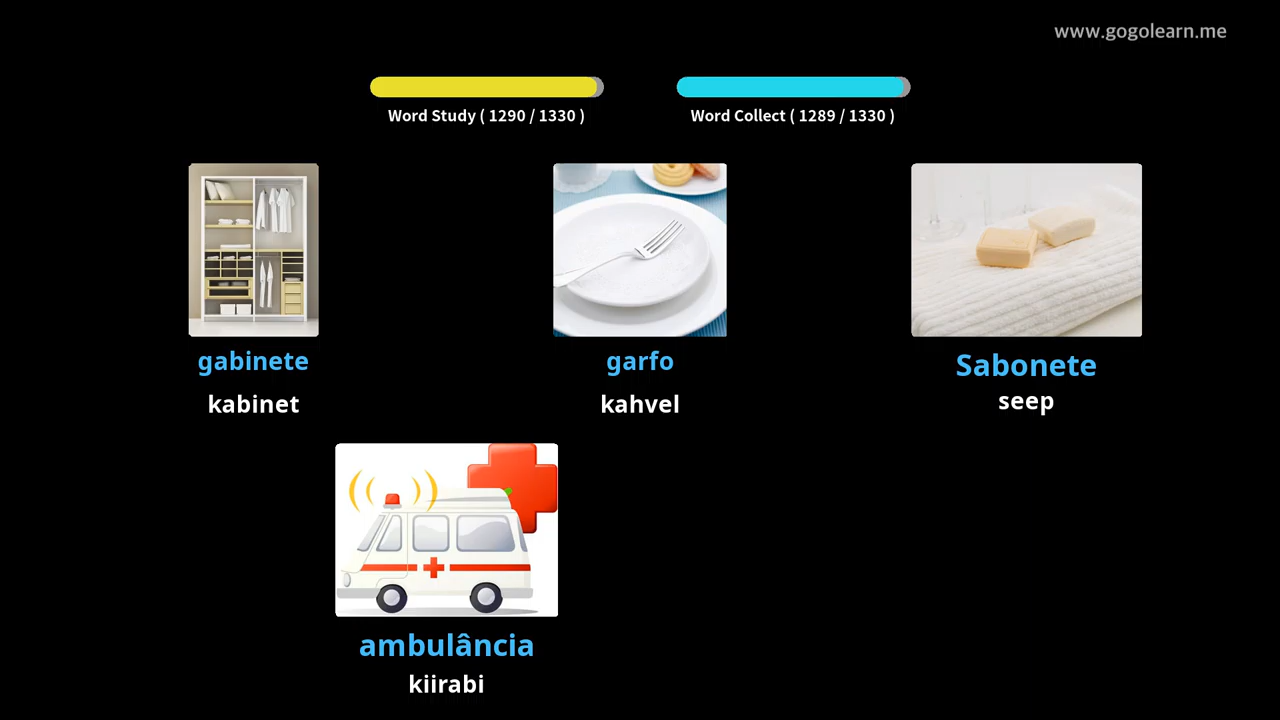 www.gogolearn.me
Word Study ( 1290 / 1330 )
Word Collect ( 1289 / 1330 )
gabinete
garfo
Sabonete
kabinet
kahvel
seep
ambulância
kiirabi